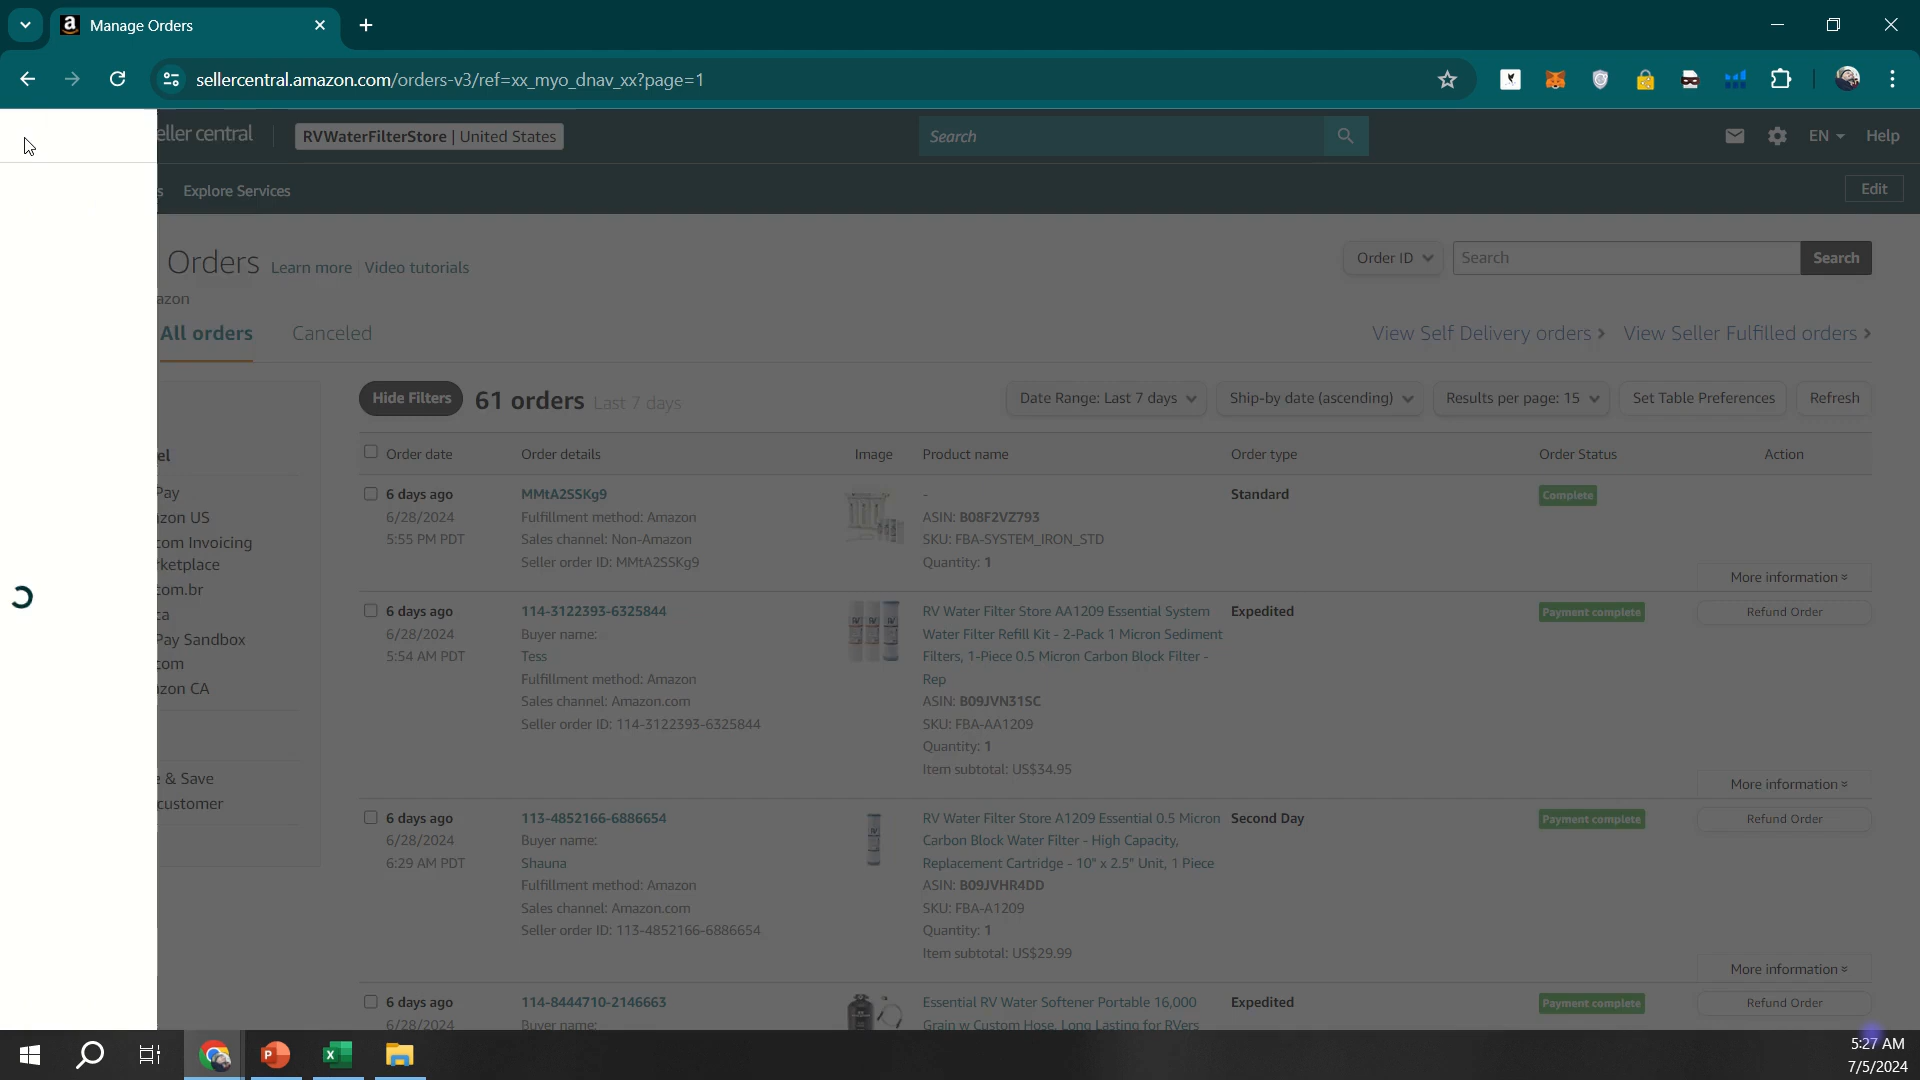 Manage Orders
sellercentral.amazon.com/orders-v3/ref=xx_myo_dnav_xx?page=1
eller central
RVWaterFilterStore | United States
Search
EN
Help
s
Explore Services
Edit
Orders
Learn more
Video tutorials
Order ID
Search
Search
azon
All orders
Canceled
View Self Delivery orders
View Seller Fulfilled orders
Hide Filters
61 orders
Last 7 days
Date Range: Last 7 days
Ship-by date (ascending)
Results per page: 15
Set Table Preferences
Refresh
el
Pay
zon US
com Invoicing
rketplace
com.br
ca
Pay Sandbox
com
zon CA
e & Save
customer
Order date
Order details
Image
Product name
Order type
Order Status
Action
6 days ago
6/28/2024
5:55 PM PDT
MMtA2SSKg9
Fulfillment method: Amazon
Sales channel: Non-Amazon
Seller order ID: MMtA2SSKg9
-
ASIN: B08F2VZ793
SKU: FBA-SYSTEM_IRON_STD
Quantity: 1
Standard
Complete
More information
6 days ago
6/28/2024
5:54 AM PDT
114-3122393-6325844
Buyer name:
Tess
Fulfillment method: Amazon
Sales channel: Amazon.com
Seller order ID: 114-3122393-6325844
RV Water Filter Store AA1209 Essential System
Water Filter Refill Kit - 2-Pack 1 Micron Sediment
Filters, 1-Piece 0.5 Micron Carbon Block Filter -
Rep
ASIN: B09JVN31SC
SKU: FBA-AA1209
Quantity: 1
Item subtotal: US$34.95
Expedited
Payment complete
Refund Order
More information
6 days ago
6/28/2024
6:29 AM PDT
113-4852166-6886654
Buyer name:
Shauna
Fulfillment method: Amazon
Sales channel: Amazon.com
Seller order ID: 113-4852166-6886654
RV Water Filter Store A1209 Essential 0.5 Micron
Carbon Block Water Filter - High Capacity,
Replacement Cartridge - 10" x 2.5" Unit, 1 Piece
ASIN: B09JVHR4DD
SKU: FBA-A1209
Quantity: 1
Item subtotal: US$29.99
Second Day
Payment complete
Refund Order
More information
6 days ago
6/28/2024
114-8444710-2146663
Buyer name:
Essential RV Water Softener Portable 16,000
Grain w Custom Hose, Long Lasting for RVers
Expedited
Payment complete
Refund Order
5:27 AM
7/5/2024